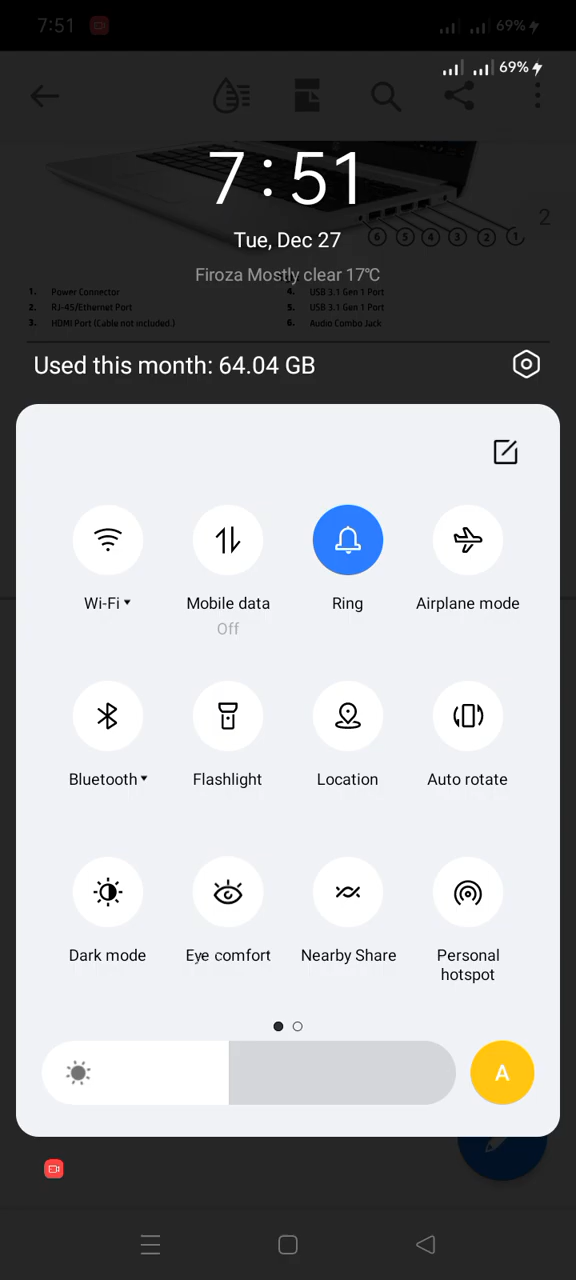 7:51
69%
69%
7:51
2
Tue, Dec 27
6 5 4 3 2 1
Firoza Mostly clear 17℃
1. Power Connector
4. USB 3.1 Gen 1 Port
2. RJ-45/Ethernet Port
5. USB 3.1 Gen 1 Port
3. HDMI Port (Cable not included.)
6. Audio Combo Jack
Used this month: 64.04 GB
Wi-Fi
Mobile data
Ring
Airplane mode
Off
Bluetooth
Flashlight
Location
Auto rotate
Dark mode
Eye comfort
Nearby Share
Personal
hotspot
A